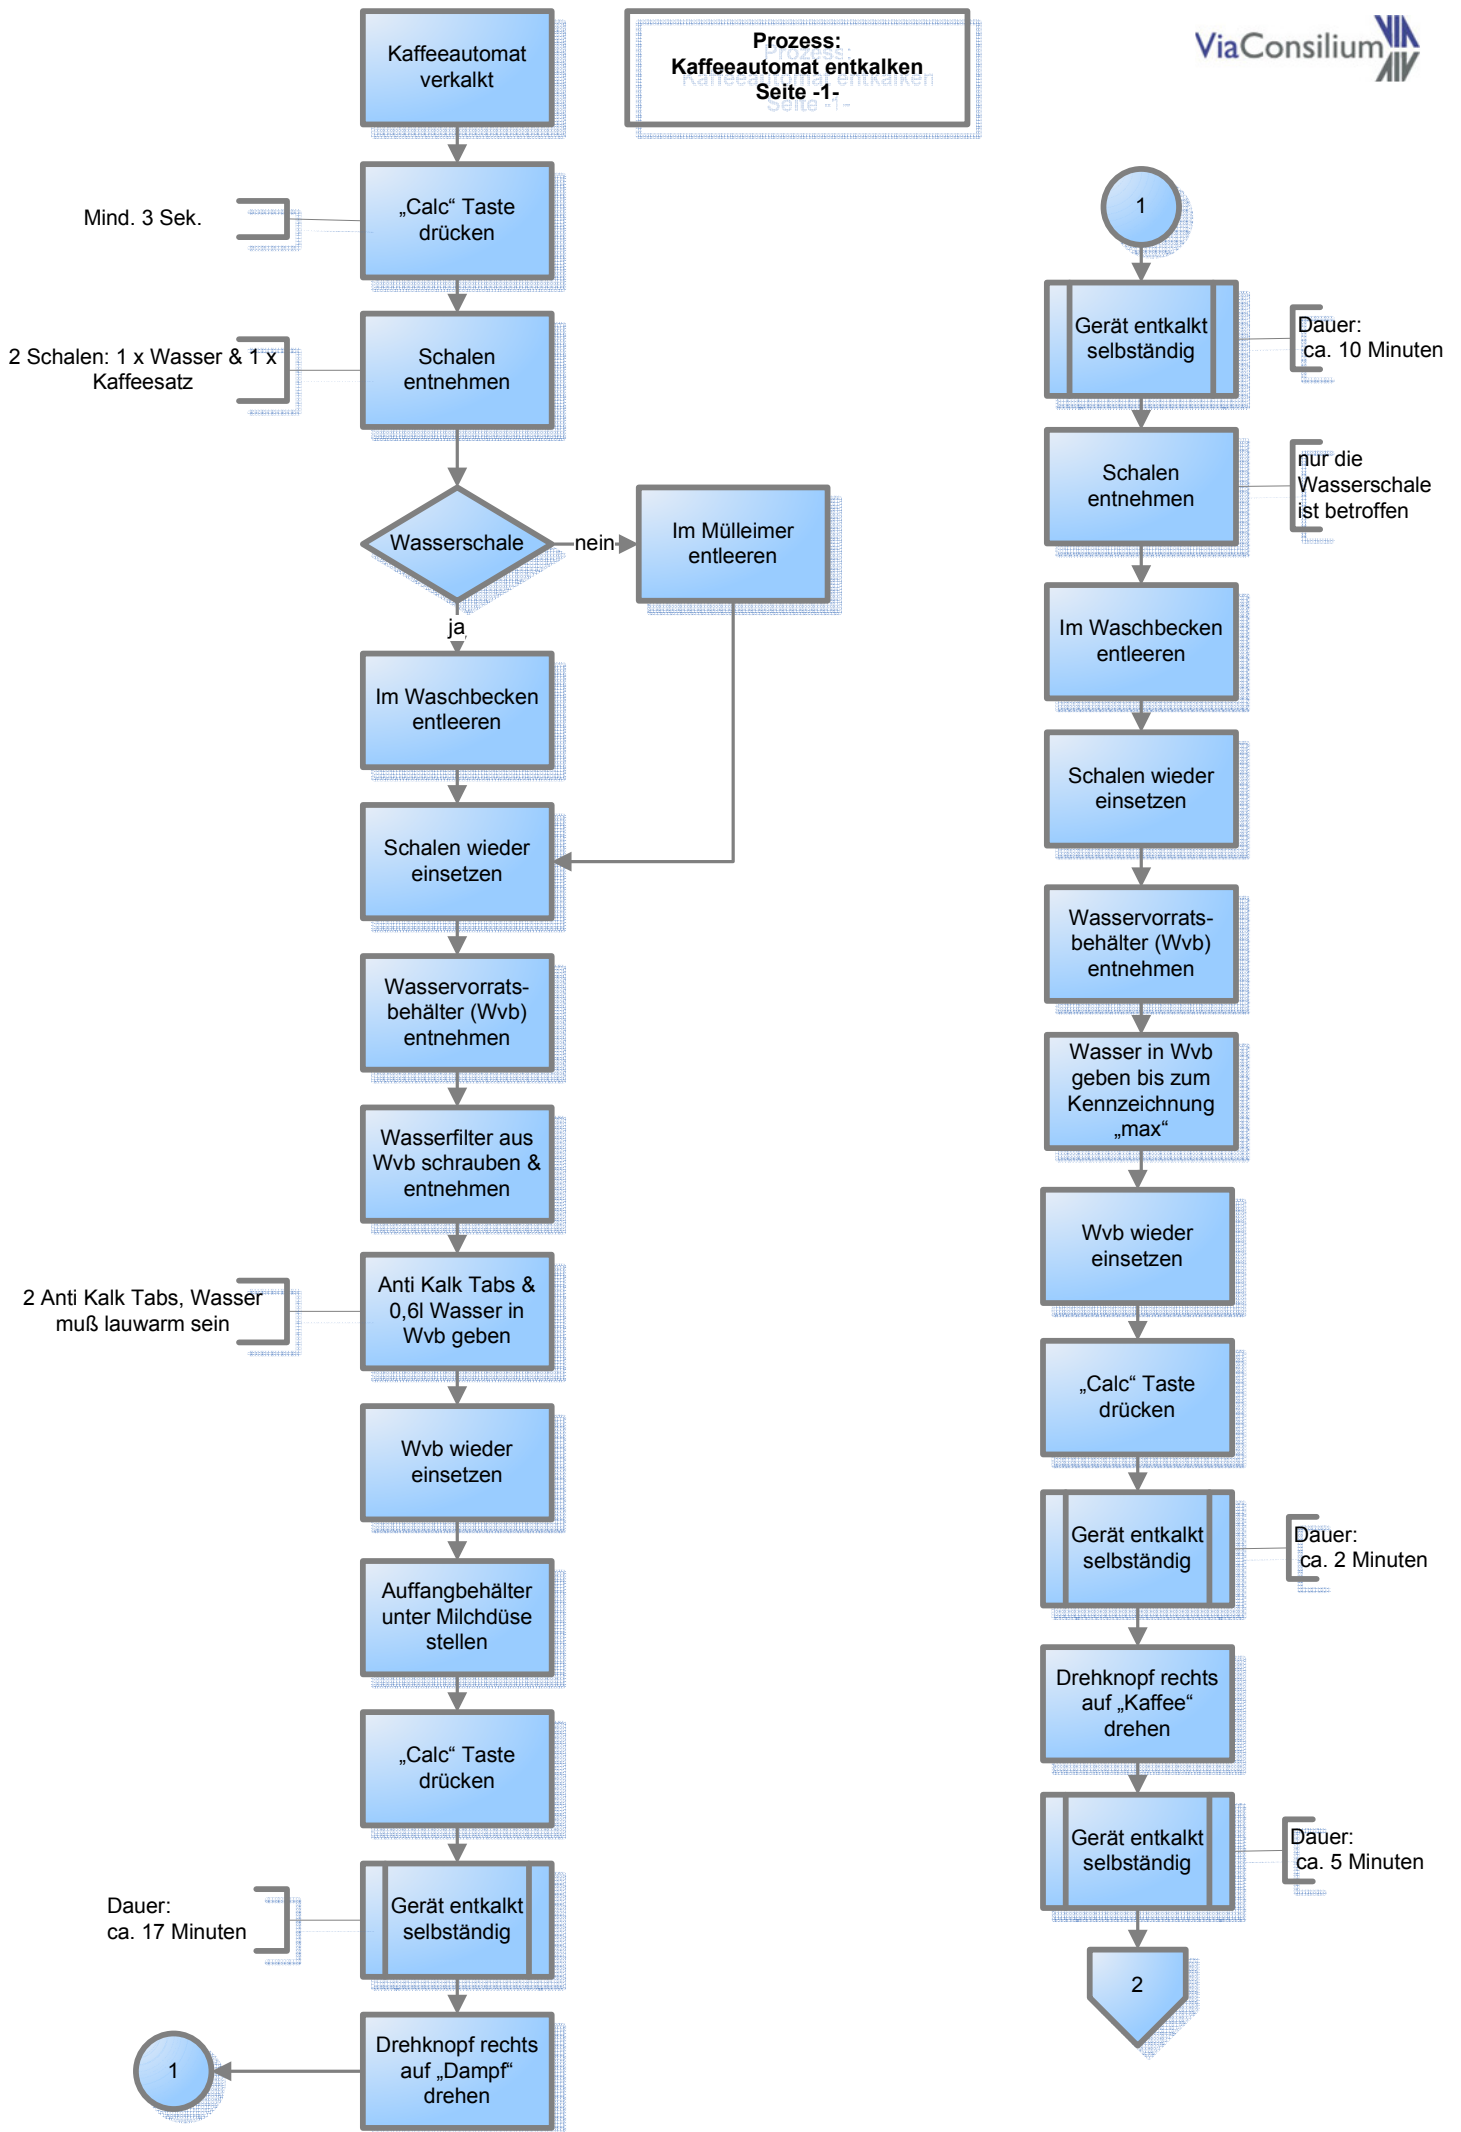 Kaffeeautomat
verkalkt
Prozess:
Kaffeeautomat entkalken
Seite -1-
ViaConsilium
„Calc“ Taste
drücken
Mind. 3 Sek.
Schalen
entnehmen
2 Schalen: 1 x Wasser & 1 x
Kaffeesatz
Wasserschale
nein
Im Mülleimer
entleeren
ja
Im Waschbecken
entleeren
Schalen wieder
einsetzen
Wasservorrats-
behälter (Wvb)
entnehmen
Wasserfilter aus
Wvb schrauben &
entnehmen
Anti Kalk Tabs &
0,6l Wasser in
Wvb geben
2 Anti Kalk Tabs, Wasser
muß lauwarm sein
Wvb wieder
einsetzen
Auffangbehälter
unter Milchdüse
stellen
„Calc“ Taste
drücken
Gerät entkalkt
selbständig
Dauer:
ca. 17 Minuten
Drehknopf rechts
auf „Dampf“
drehen
1
1
Gerät entkalkt
selbständig
Dauer:
ca. 10 Minuten
Schalen
entnehmen
nur die
Wasserschale
ist betroffen
Im Waschbecken
entleeren
Schalen wieder
einsetzen
Wasservorrats-
behälter (Wvb)
entnehmen
Wasser in Wvb
geben bis zum
Kennzeichnung
„max“
Wvb wieder
einsetzen
„Calc“ Taste
drücken
Gerät entkalkt
selbständig
Dauer:
ca. 2 Minuten
Drehknopf rechts
auf „Kaffee“
drehen
Gerät entkalkt
selbständig
Dauer:
ca. 5 Minuten
2